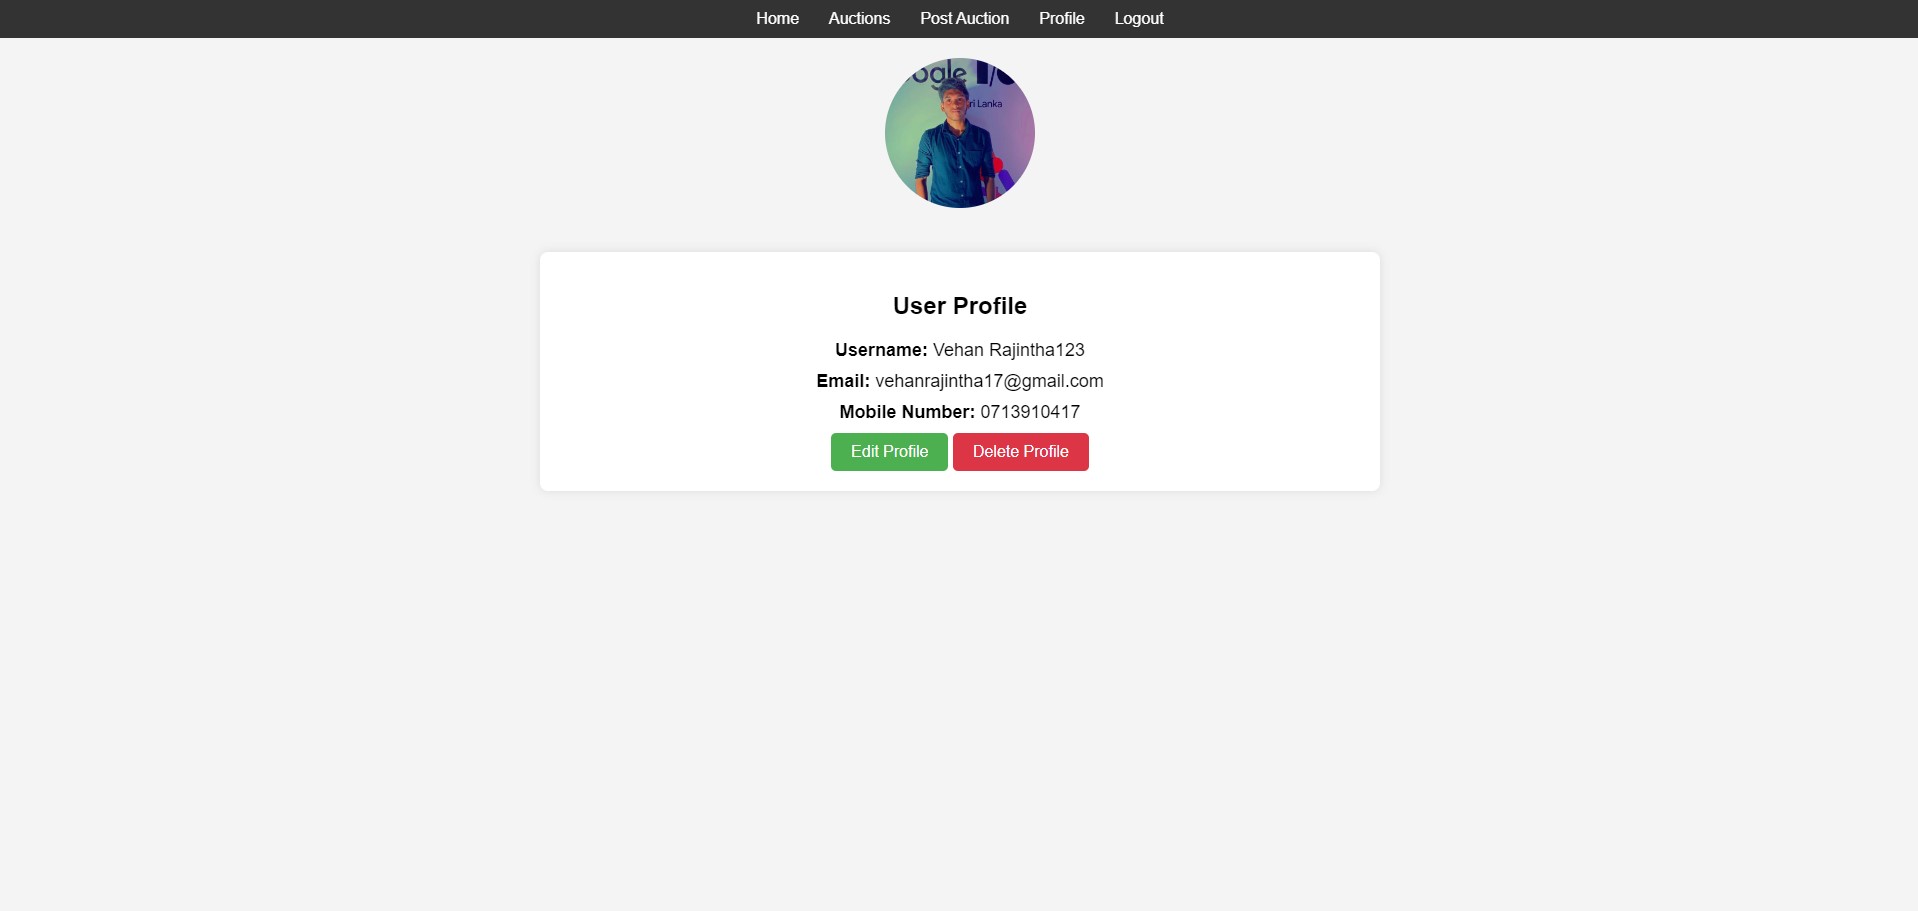 Home Auctions Post Auction Profile Logout
ogle I/O
ri Lanka
User Profile
Username: Vehan Rajintha123
Email: vehanrajintha17@gmail.com
Mobile Number: 0713910417
Edit Profile Delete Profile